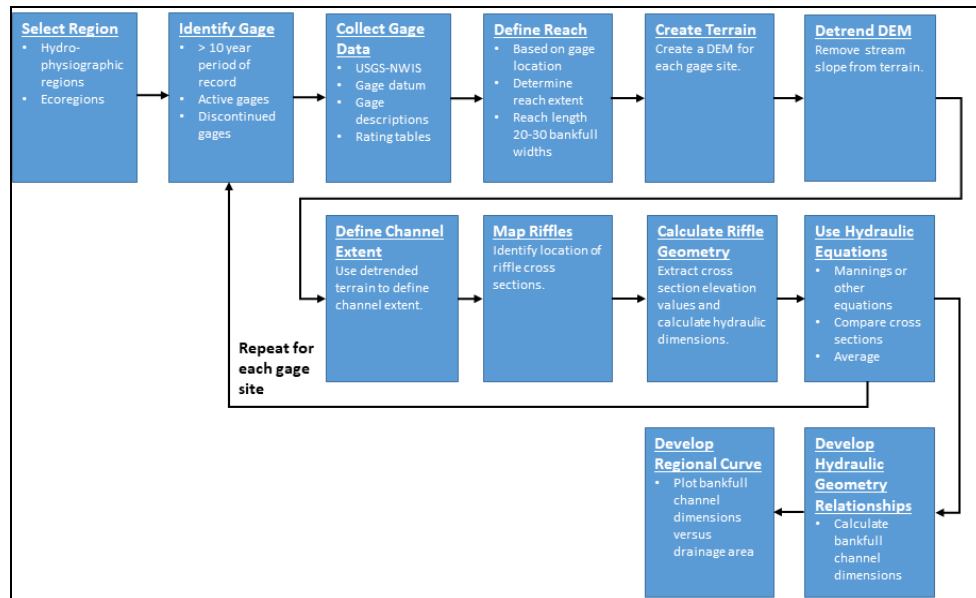 Select Region
• Hydro-
physiographic
regions
• Ecoregions
Identify Gage
• > 10 year
period of
record
• Active gages
• Discontinued
gages
Collect Gage
Data
• USGS-NWIS
• Gage datum
• Gage
descriptions
• Rating tables
Define Reach
• Based on gage
location
• Determine
reach extent
• Reach length
20-30 bankfull
widths
Create Terrain
Create a DEM for
each gage site.
Detrend DEM
Remove stream
slope from terrain.
Define Channel
Extent
Use detrended
terrain to define
channel extent.
Map Riffles
Identify location of
riffle cross
sections.
Calculate Riffle
Geometry
Extract cross
section elevation
values and
calculate hydraulic
dimensions.
Use Hydraulic
Equations
• Mannings or
other
equations
• Compare cross
sections
• Average
Repeat for
each gage
site
Develop
Regional Curve
• Plot bankfull
channel
dimensions
versus
drainage area
Develop
Hydraulic
Geometry
Relationships
• Calculate
bankfull
channel
dimensions